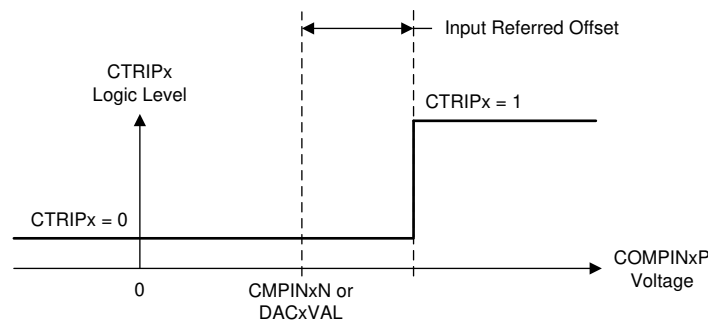 Input Referred Offset
CTRIPx
Logic Level
CTRIPx = 1
CTRIPx = 0
COMPINxP
Voltage
0
CMPINxN or
DACxVAL